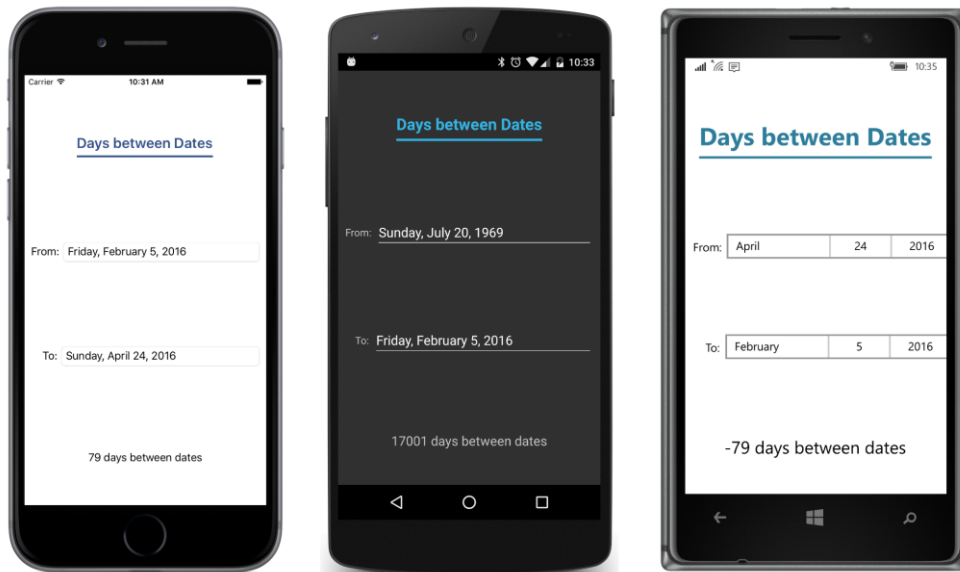 Carrier 10:31 AM
Days between Dates
From: Friday, February 5, 2016
To: Sunday, April 24, 2016
79 days between dates
10:33
Days between Dates
From: Sunday, July 20, 1969
To: Friday, February 5, 2016
17001 days between dates
10:35
Days between Dates
From: April 24 2016
To: February 5 2016
-79 days between dates